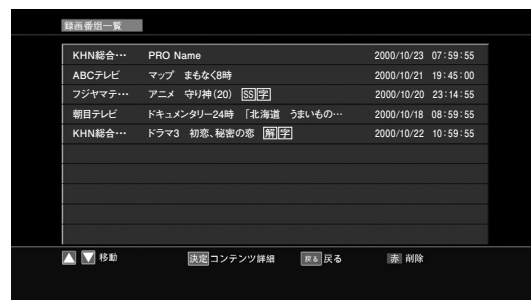 録画番組一覧
KHN総合… PRO Name 2000/10/23 07:59:55
ABCテレビ マップ まもなく8時 2000/10/21 19:45:00
フジヤマテ… アニメ 守り神(20) SS字 2000/10/20 23:14:55
朝目テレビ ドキュメンタリー24時 「北海道 うまいもの… 2000/10/18 08:59:55
KHN総合… ドラマ3 初恋、秘密の恋 解字 2000/10/22 10:59:55
▲ ▼ 移動 決定 コンテンツ詳細 戻る 戻る 赤 削除